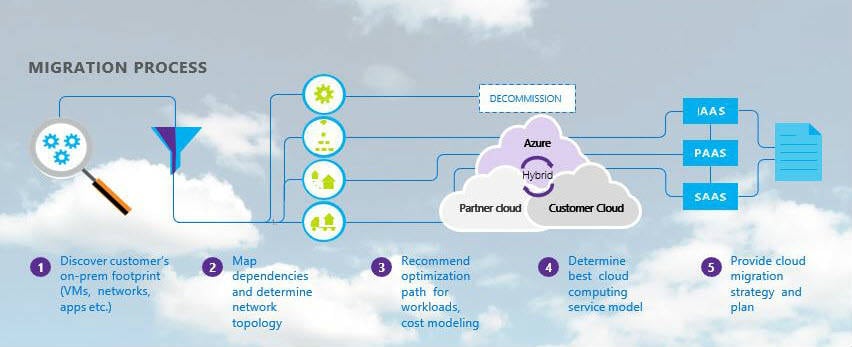 MIGRATION PROCESS
DECOMMISSION
IAAS
Azure
PAAS
Hybrid
SAAS
Partner cloud
Customer Cloud
1
Discover customer's
on-prem footprint
(VMs, networks,
apps etc.)
2
Map
dependencies
and determine
network
topology
3
Recommend
optimization
path for
workloads,
cost modeling
4
Determine
best cloud
computing
service model
5
Provide cloud
migration
strategy and
plan